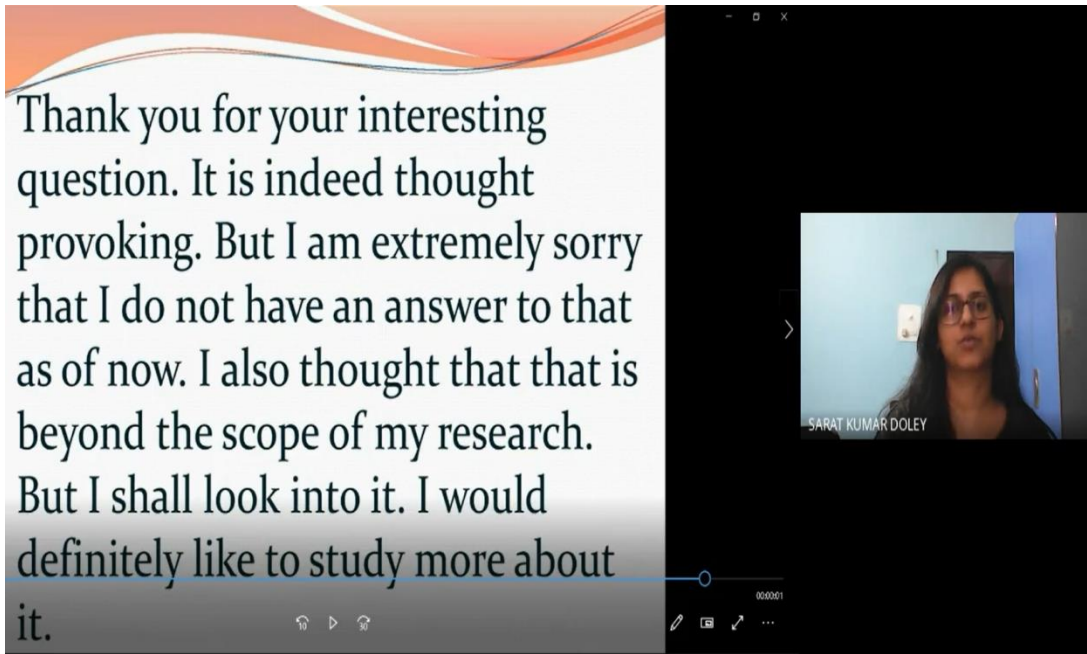 Thank you for your interesting
question. It is indeed thought
provoking. But I am extremely sorry
that I do not have an answer to that
as of now. I also thought that that is
beyond the scope of my research.
But I shall look into it. I would
definitely like to study more about
it.
SARAT KUMAR DOLEY
00:00:01
10
30